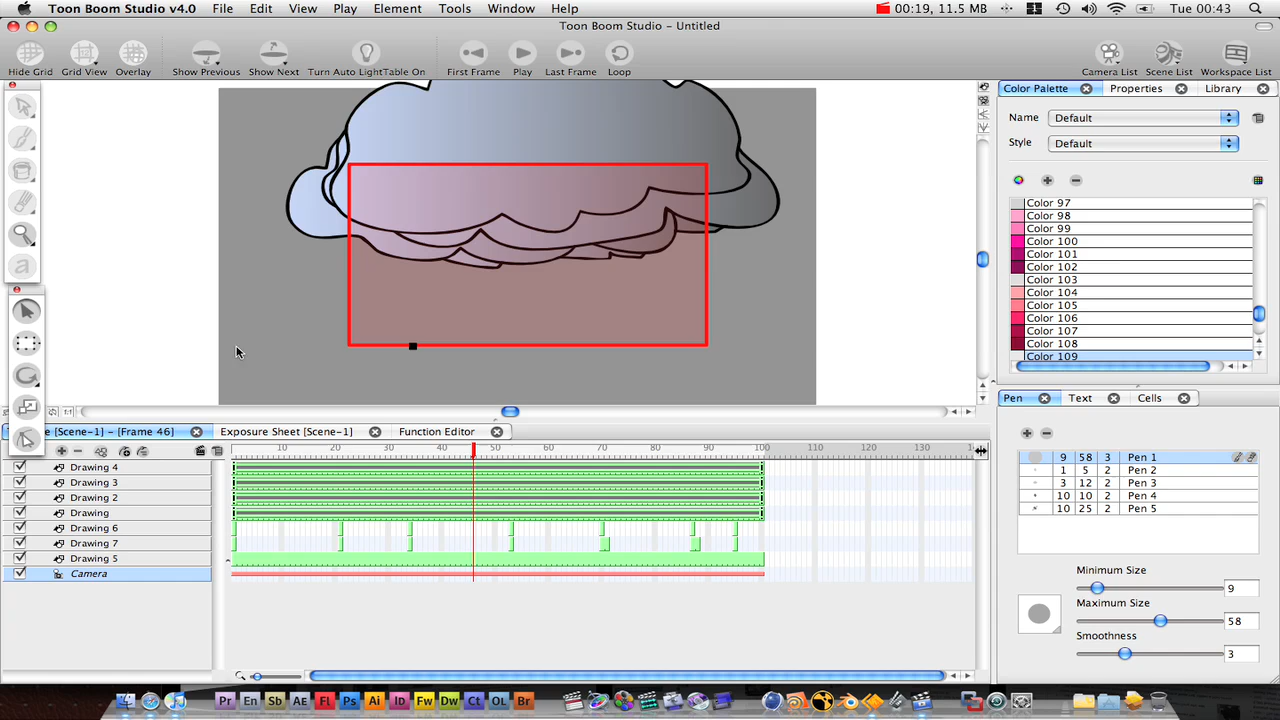 Toon Boom Studio v4.0 File Edit View Play Element Tools Window Help 00:19, 11.5 MB Tue 00:43
Toon Boom Studio - Untitled
Hide Grid Grid View Overlay Show Previous Show Next Turn Auto LightTable On First Frame Play Last Frame Loop Camera List Scene List Workspace List
Color Palette Properties Library
Name Default
Style Default
Color 97
Color 98
Color 99
Color 100
Color 101
Color 102
Color 103
Color 104
Color 105
Color 106
Color 107
Color 108
Color 109
a
1:1
[Scene-1] - [Frame 46] Exposure Sheet [Scene-1] Function Editor
10 20 30 40 50 60 70 80 90 100 110 120 130
Drawing 4
Drawing 3
Drawing 2
Drawing
Drawing 6
Drawing 7
Drawing 5
Camera
Pen Text Cells
9 58 3 Pen 1
1 5 2 Pen 2
3 12 2 Pen 3
10 10 2 Pen 4
10 25 2 Pen 5
Minimum Size
9
Maximum Size
58
Smoothness
3
Pr En Sb AE Fl Ps Ai Id Fw Dw Ct OL Br